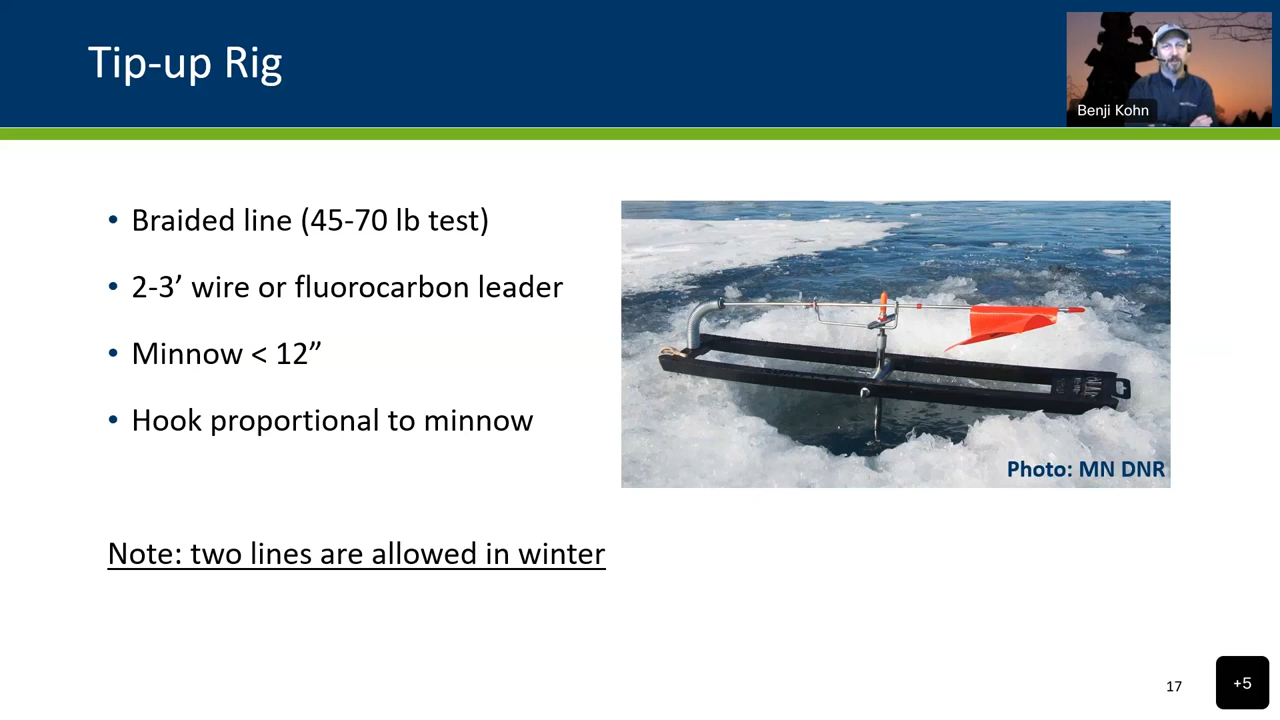 Tip-up Rig
Benji Kohn
• Braided line (45-70 lb test)
• 2-3’ wire or fluorocarbon leader
• Minnow < 12”
• Hook proportional to minnow
Photo: MN DNR
Note: two lines are allowed in winter
17
+5